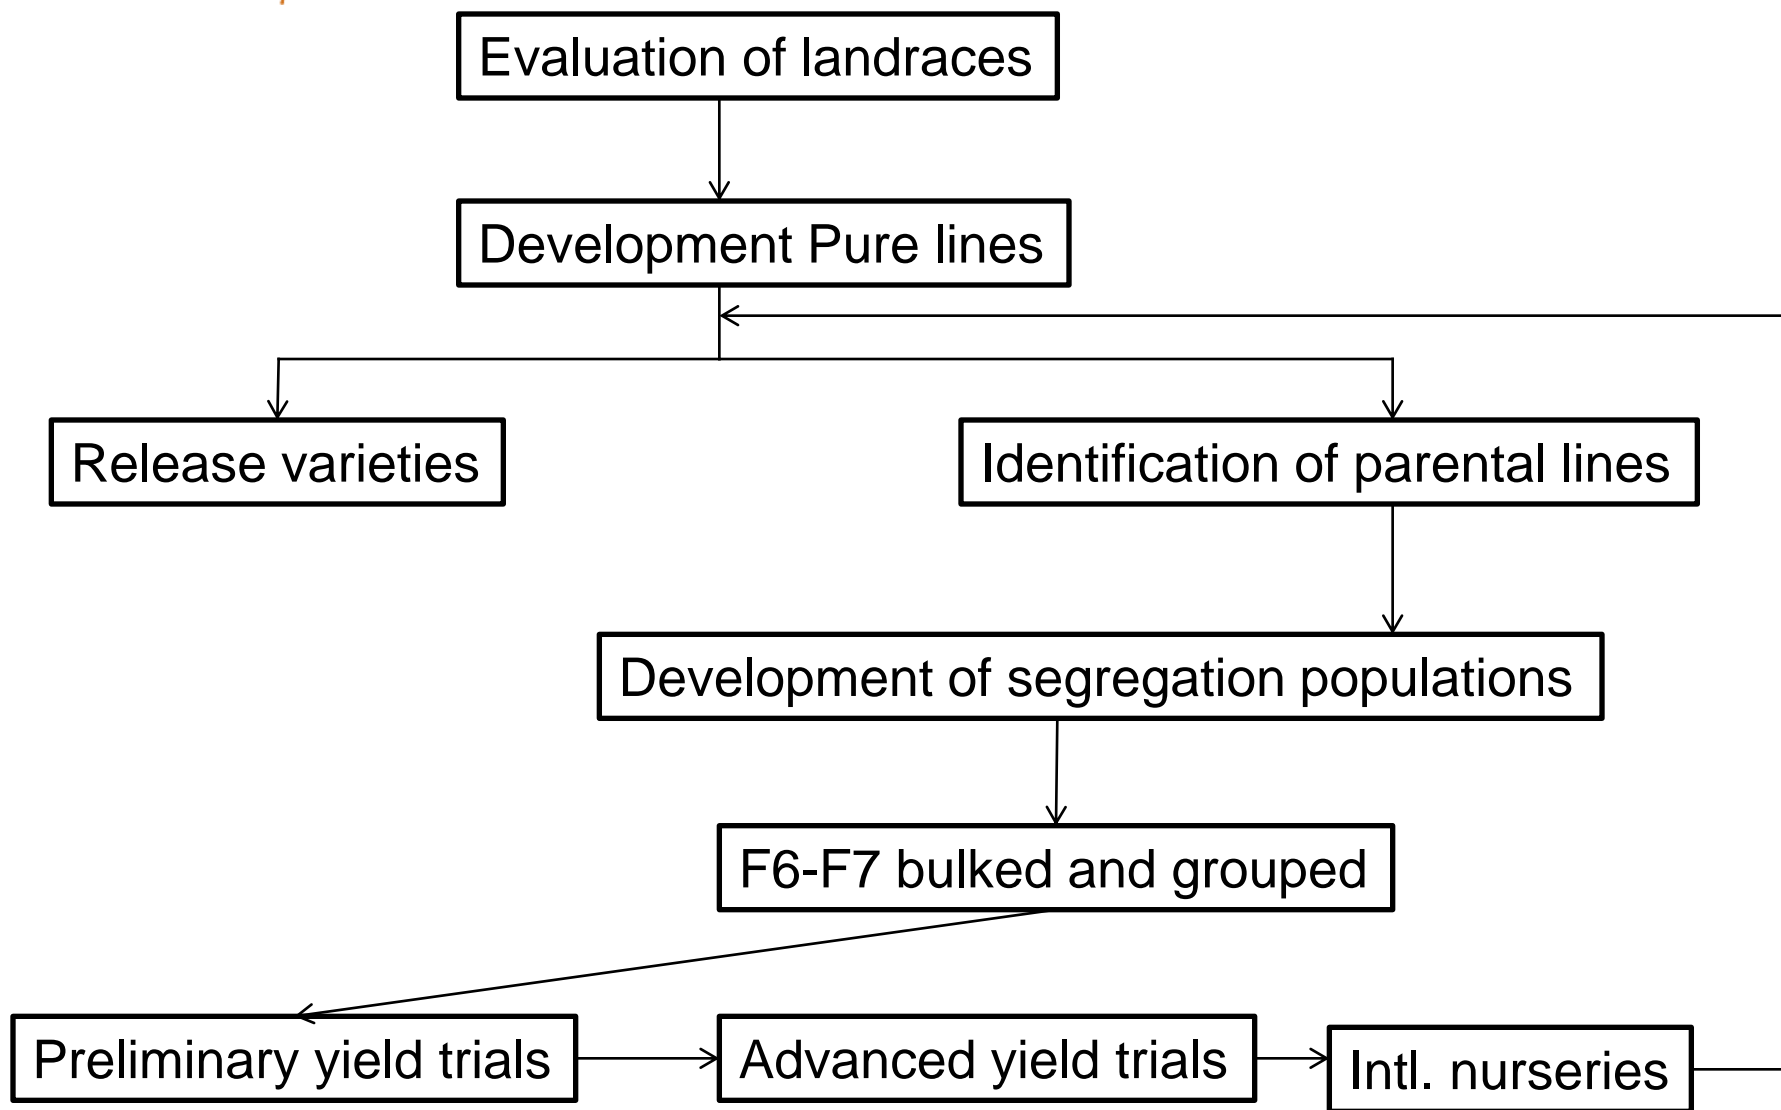 Evaluation of landraces
Development Pure lines
Release varieties
Identification of parental lines
Development of segregation populations
F6-F7 bulked and grouped
Preliminary yield trials
Advanced yield trials
Intl. nurseries